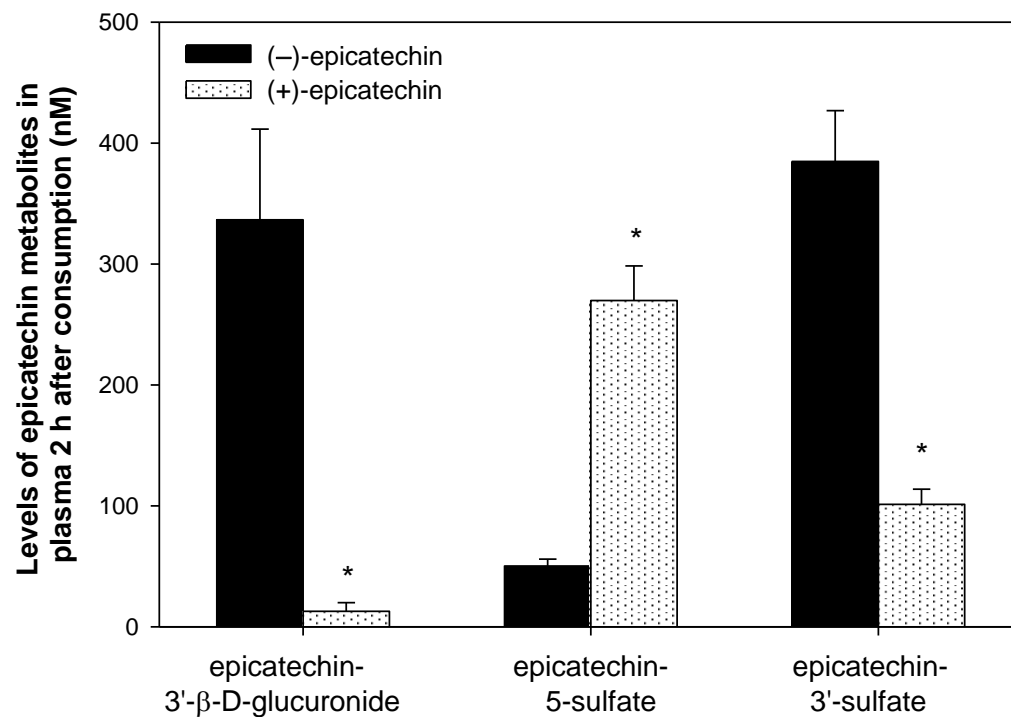 Levels of epicatechin metabolites in
plasma 2 h after consumption (nM)
500
400
300
200
100
0
(–)-epicatechin
(+)-epicatechin
*
*
*
epicatechin-
3'-β-D-glucuronide
epicatechin-
5-sulfate
epicatechin-
3'-sulfate